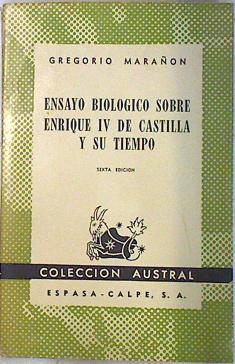 GREGORIO MARAÑON
ENSAYO BIOLOGICO SOBRE
ENRIQUE IV DE CASTILLA
Y SU TIEMPO
SEXTA EDICION
COLECCION AUSTRAL
ESPASA-CALPE, S. A.